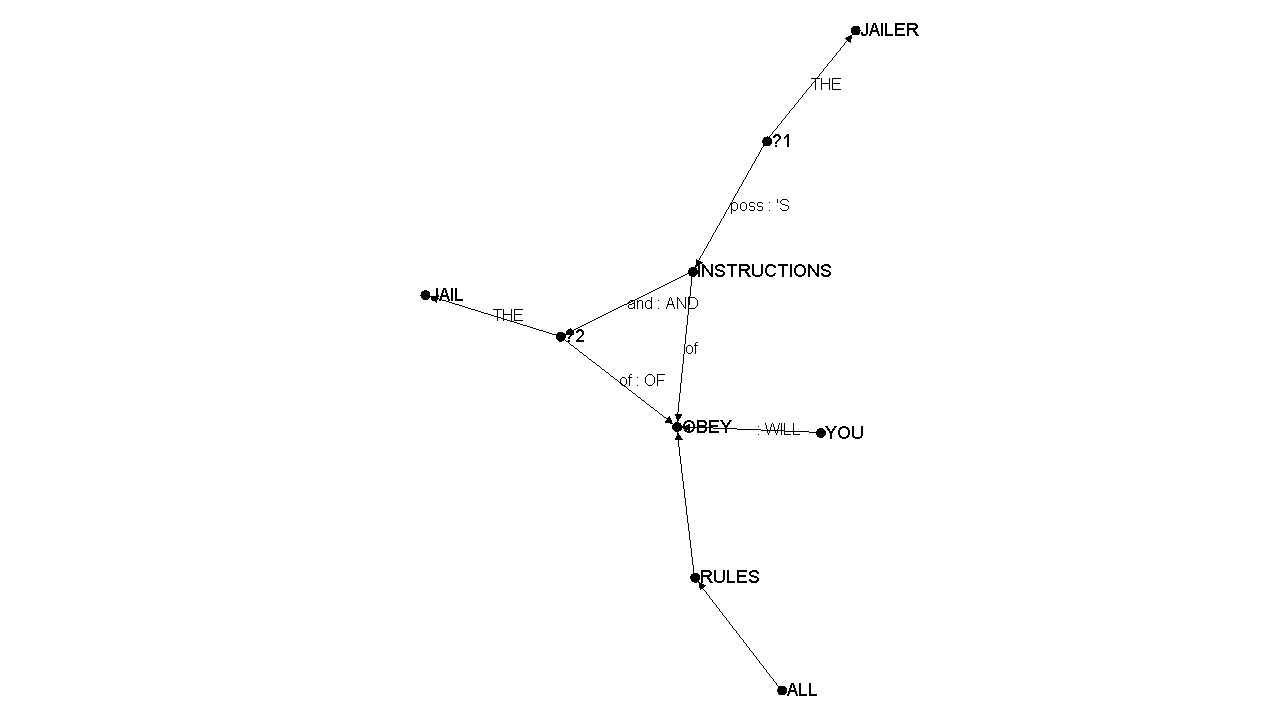 JAILER
THE
?1
poss : 'S
INSTRUCTIONS
JAIL
and : AND
THE
?2
of
of : OF
OBEY
: WILL
YOU
RULES
ALL